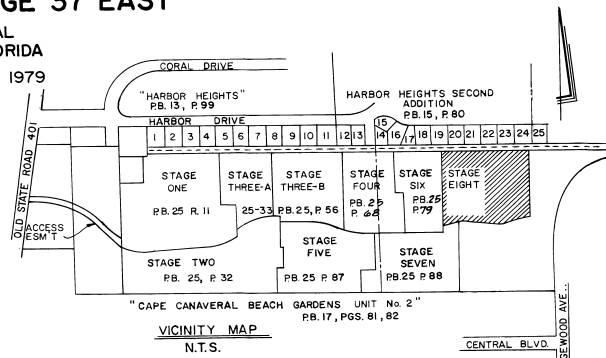 GE 37 EAST
AL
ORIDA
1979
CORAL DRIVE
"HARBOR HEIGHTS"
P.B. 13, P. 99
HARBOR HEIGHTS SECOND
ADDITION
P.B. 15, P. 80
HARBOR DRIVE
15
1 2 3 4 5 6 7 8 9 10 11 12 13 14 16 17 18 19 20 21 22 23 24 25
OLD STATE ROAD 401
STAGE
ONE
P.B. 25 P. 11
STAGE
THREE-A
25-33
STAGE
THREE-B
P.B. 25, P. 56
STAGE
FOUR
P.B. 25
P. 68
STAGE
SIX
P.B. 25
P. 79
STAGE
EIGHT
ACCESS
ESM'T
STAGE TWO
P.B. 25, P. 32
STAGE
FIVE
P.B. 25 P. 87
STAGE
SEVEN
P.B. 25 P. 88
"CAPE CANAVERAL BEACH GARDENS UNIT No. 2"
P.B. 17, PGS. 81, 82
VICINITY MAP
N.T.S.
CENTRAL BLVD.
GEWOOD AVE..